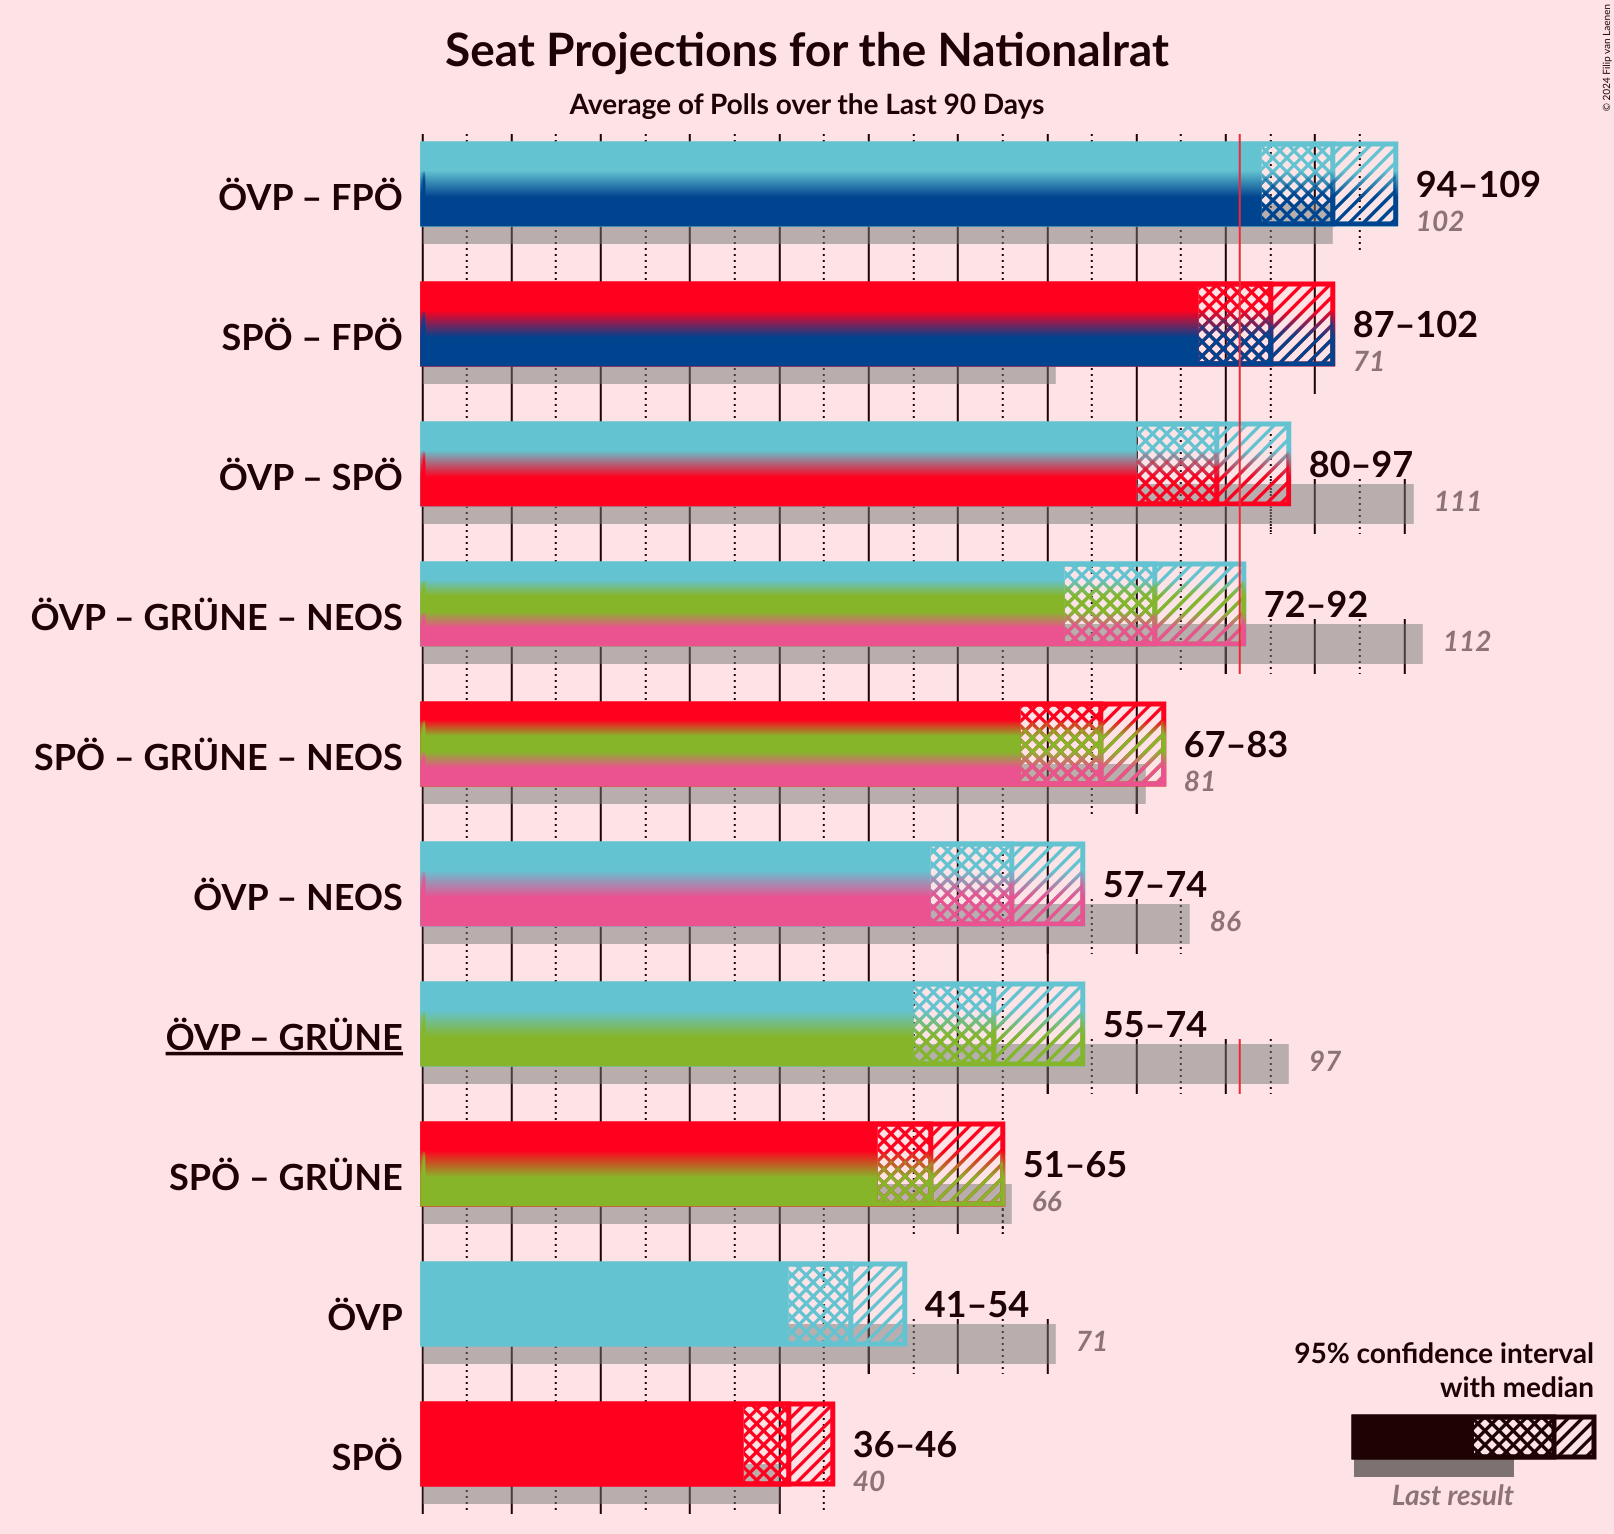 Seat Projections for the Nationalrat
Average of Polls over the Last 90 Days
© 2024 Filip van Laenen
ÖVP – FPÖ
94–109
102
SPÖ – FPÖ
87–102
71
ÖVP – SPÖ
80–97
111
ÖVP – GRÜNE – NEOS
72–92
112
SPÖ – GRÜNE – NEOS
67–83
81
ÖVP – NEOS
57–74
86
ÖVP – GRÜNE
55–74
97
SPÖ – GRÜNE
51–65
66
ÖVP
41–54
71
SPÖ
36–46
40
95% confidence interval
with median
Last result